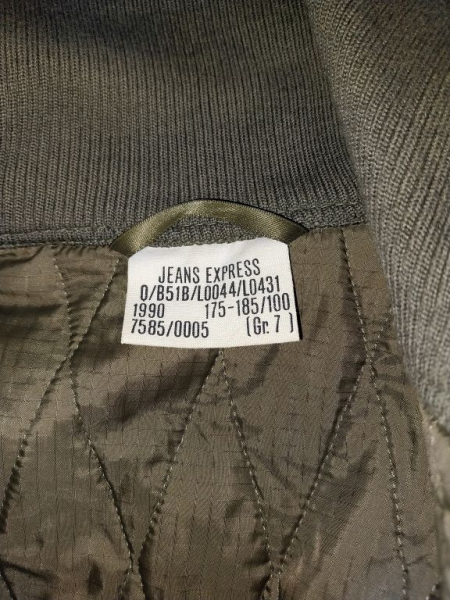 JEANS EXPRESS
0/B51B/L0044/L0431
1990 175-185/100
7585/0005 (Gr. 7)